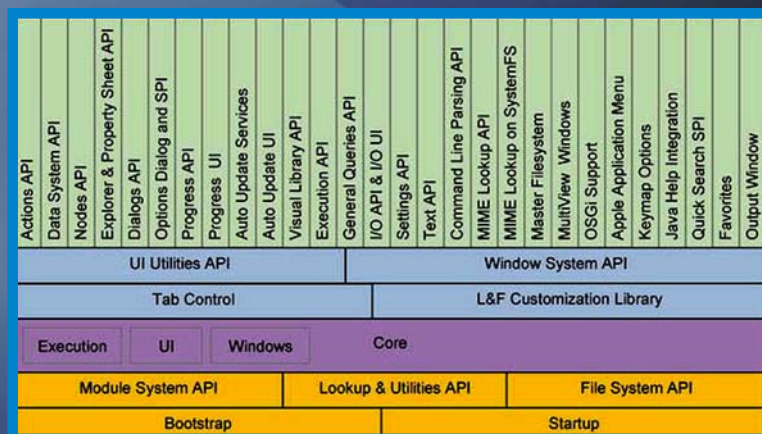 Actions API
Data System API
Nodes API
Explorer & Property Sheet API
Dialogs API
Options Dialog and SPI
Progress API
Progress UI
Auto Update Services
Auto Update UI
Visual Library API
Execution API
General Queries API
I/O API & I/O UI
Settings API
Text API
Command Line Parsing API
MIME Lookup API
MIME Lookup on SystemFS
Master Filesystem
MultiView Windows
OSGi Support
Apple Application Menu
Keymap Options
Java Help Integration
Quick Search SPI
Favorites
Output Window
UI Utilities API
Window System API
Tab Control
L&F Customization Library
Execution
UI
Windows
Core
Module System API
Lookup & Utilities API
File System API
Bootstrap
Startup